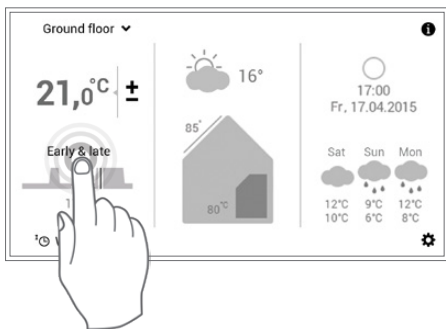 Ground floor
21,0°C ±
Early & late
16°
85°
80°C
17:00
Fr, 17.04.2015
Sat Sun Mon
12°C 9°C 12°C
10°C 6°C 8°C